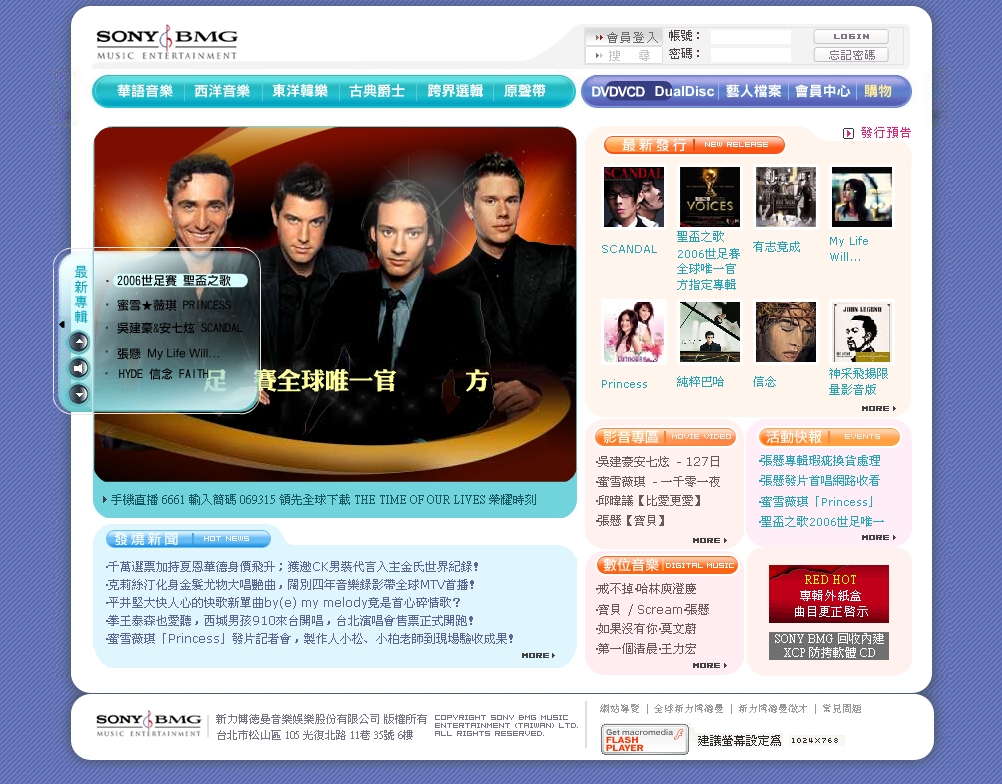 SONY BMG
MUSIC ENTERTAINMENT
會員登入 帳號：
LOGIN
搜 尋 密碼：
忘記密碼
華語音樂 西洋音樂 東洋韓樂 古典爵士 跨界選輯 原聲帶
DVDVCD DualDisc 藝人檔案 會員中心 購物
發行預告
最新發行 NEW RELEASE
SCANDAL
VOICES
SCANDAL
聖盃之歌
2006世足賽
全球唯一官
方指定專輯
有志竟成
My Life
Will...
JOHN LEGEND
Princess
純粹巴哈
信念
神采飛揚限
量影音版
MORE
最新專輯
2006世足賽 聖盃之歌
蜜雪★薇琪 PRINCESS
吳建豪&安七炫 SCANDAL
張懸 My Life Will...
HYDE 信念 FAITH
足 賽全球唯一官 方
手機直播 6661 輸入簡碼 069315 領先全球下載 THE TIME OF OUR LIVES 榮耀時刻
影音專區 MOVIE VIDEO
吳建豪安七炫 - 127日
蜜雪薇琪 - 一千零一夜
邱暐議【比愛更愛】
張懸【寶貝】
MORE
活動快報 EVENTS
張懸專輯瑕疵換貨處理
張懸發片首唱網路收看
蜜雪薇琪「Princess」
聖盃之歌2006世足唯一
MORE
發燒新聞 HOT NEWS
千萬選票加持夏恩華德身價飛升；獲邀CK男裝代言入主金氏世界紀錄！
克莉絲汀化身金髮尤物大唱艷曲，闊別四年音樂錄影帶全球MTV首播！
平井堅大快人心的快歌新單曲by(e) my melody竟是首心碎情歌？
拳王泰森也愛聽，西城男孩910來台開唱，台北演唱會售票正式開跑！
蜜雪薇琪「Princess」發片記者會，製作人小松、小柏老師到現場驗收成果！
MORE
數位音樂 DIGITAL MUSIC
戒不掉‧哈林庾澄慶
寶貝 / Scream‧張懸
如果沒有你‧莫文蔚
第一個清晨‧王力宏
MORE
RED HOT
專輯外紙盒
曲目更正啓示
SONY BMG 回收內建
XCP 防拷軟體 CD
SONY BMG
MUSIC ENTERTAINMENT
新力博德曼音樂娛樂股份有限公司 版權所有
台北市松山區 105 光復北路 11巷 35號 6樓
COPYRIGHT SONY BMG MUSIC
ENTERTAINMENT (TAIWAN) LTD.
ALL RIGHTS RESERVED.
網站導覽 | 全球新力博德曼 | 新力博德曼徵才 | 常見問題
Get macromedia
FLASH
PLAYER
建議螢幕設定爲 1024X768